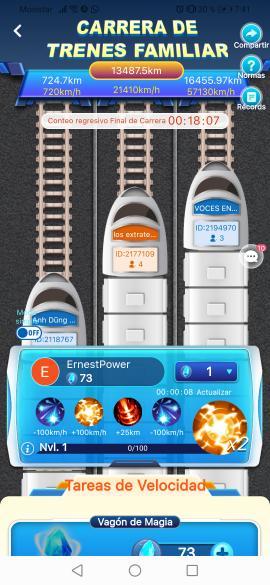 Movistar
7:41
CARRERA DE
TRENES FAMILIAR
Compartir
13487.5km
724.7km
16455.97km
720km/h
21410km/h
57130km/h
Normas
Récords
Conteo regresivo Final de Carrera 00:18:07
VOCES EN...
ID:2194970
3
los extrate...
ID:2177109
4
10
Anh Dũng ...
OFF
ID:2118767
E
ErnestPower
73
1
00:00:08 Actualizar
-100km/h
+100km/h
+25km
-100km/h
x2
Nvl. 1
0/100
Tareas de Velocidad
Vagón de Magia
73